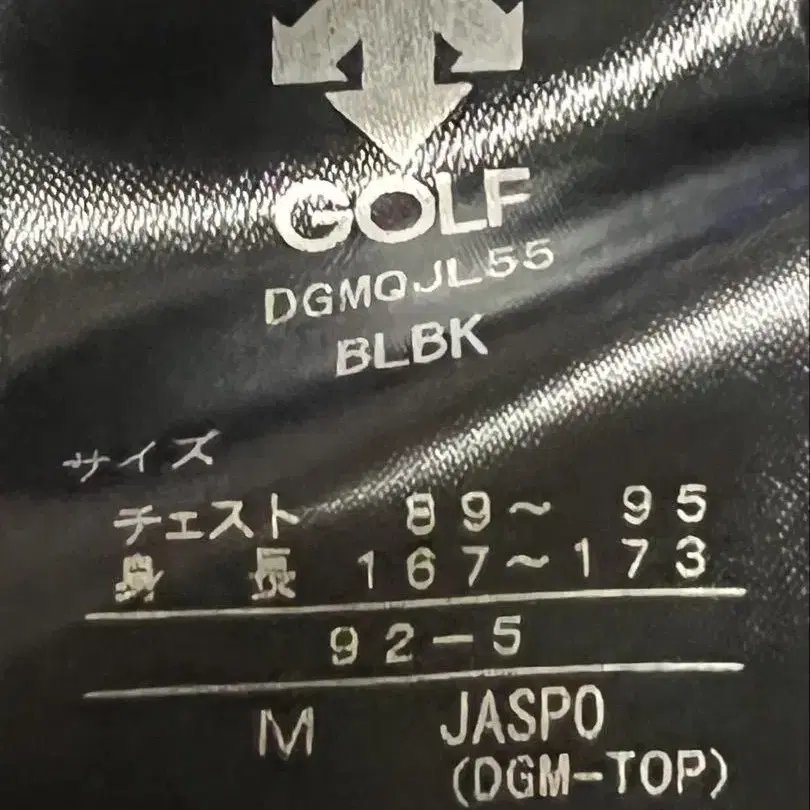 GOLF
DGMQJL55
BLBK
サイズ
チェスト 89～ 95
身 長 167～173
92-5
M JASPO
(DGM-TOP)